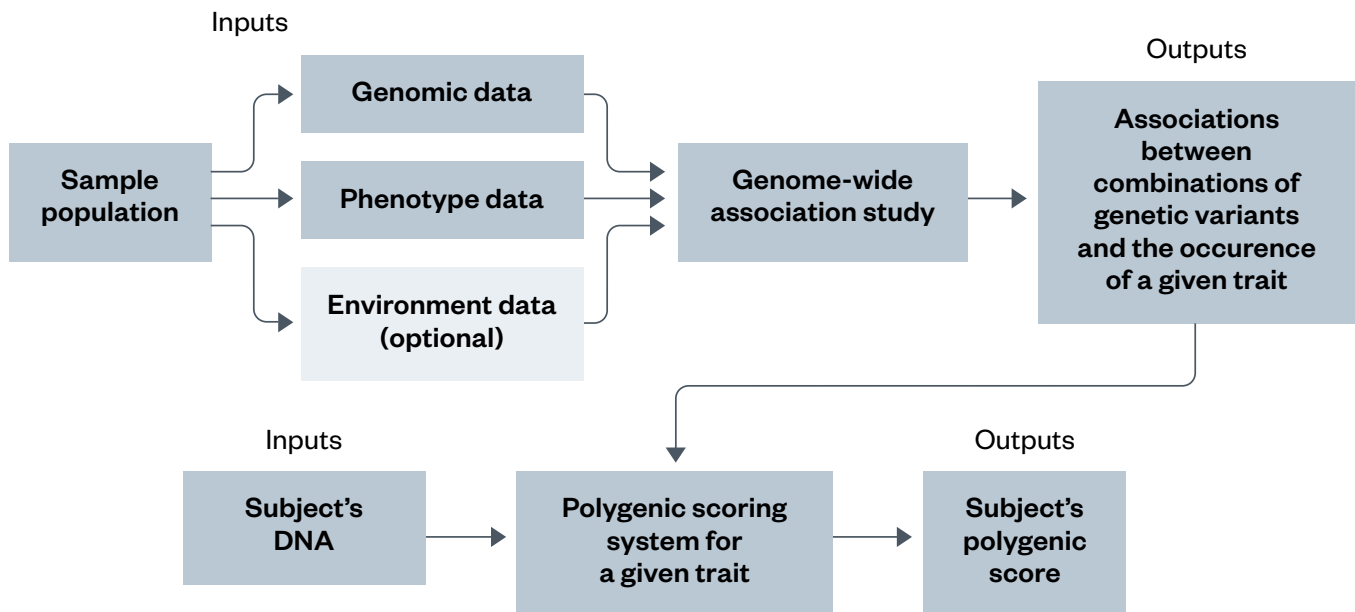 Inputs
Outputs
Sample
population
Genomic data
Phenotype data
Environment data
(optional)
Genome-wide
association study
Associations
between
combinations of
genetic variants
and the occurence
of a given trait
Inputs
Outputs
Subject's
DNA
Polygenic scoring
system for
a given trait
Subject's
polygenic
score